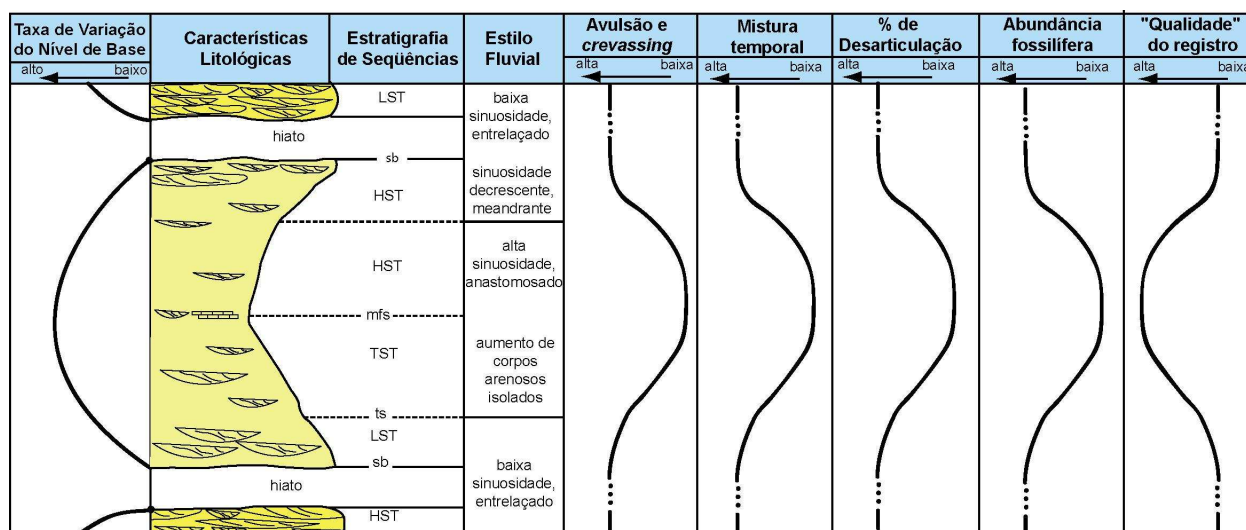 Taxa de Variação
do Nível de Base
alto
baixo
Características
Litológicas
Estratigrafia
de Seqüências
Estilo
Fluvial
Avulsão e
crevassing
alta
baixa
Mistura
temporal
alta
baixa
% de
Desarticulação
alta
baixa
Abundância
fossilífera
alta
baixa
"Qualidade"
do registro
alta
baixa
LST
baixa
sinuosidade,
entrelaçado
hiato
sb
HST
sinuosidade
decrescente,
meandrante
HST
alta
sinuosidade,
anastomosado
mfs
TST
aumento de
corpos
arenosos
isolados
ts
LST
sb
hiato
baixa
sinuosidade,
entrelaçado
HST